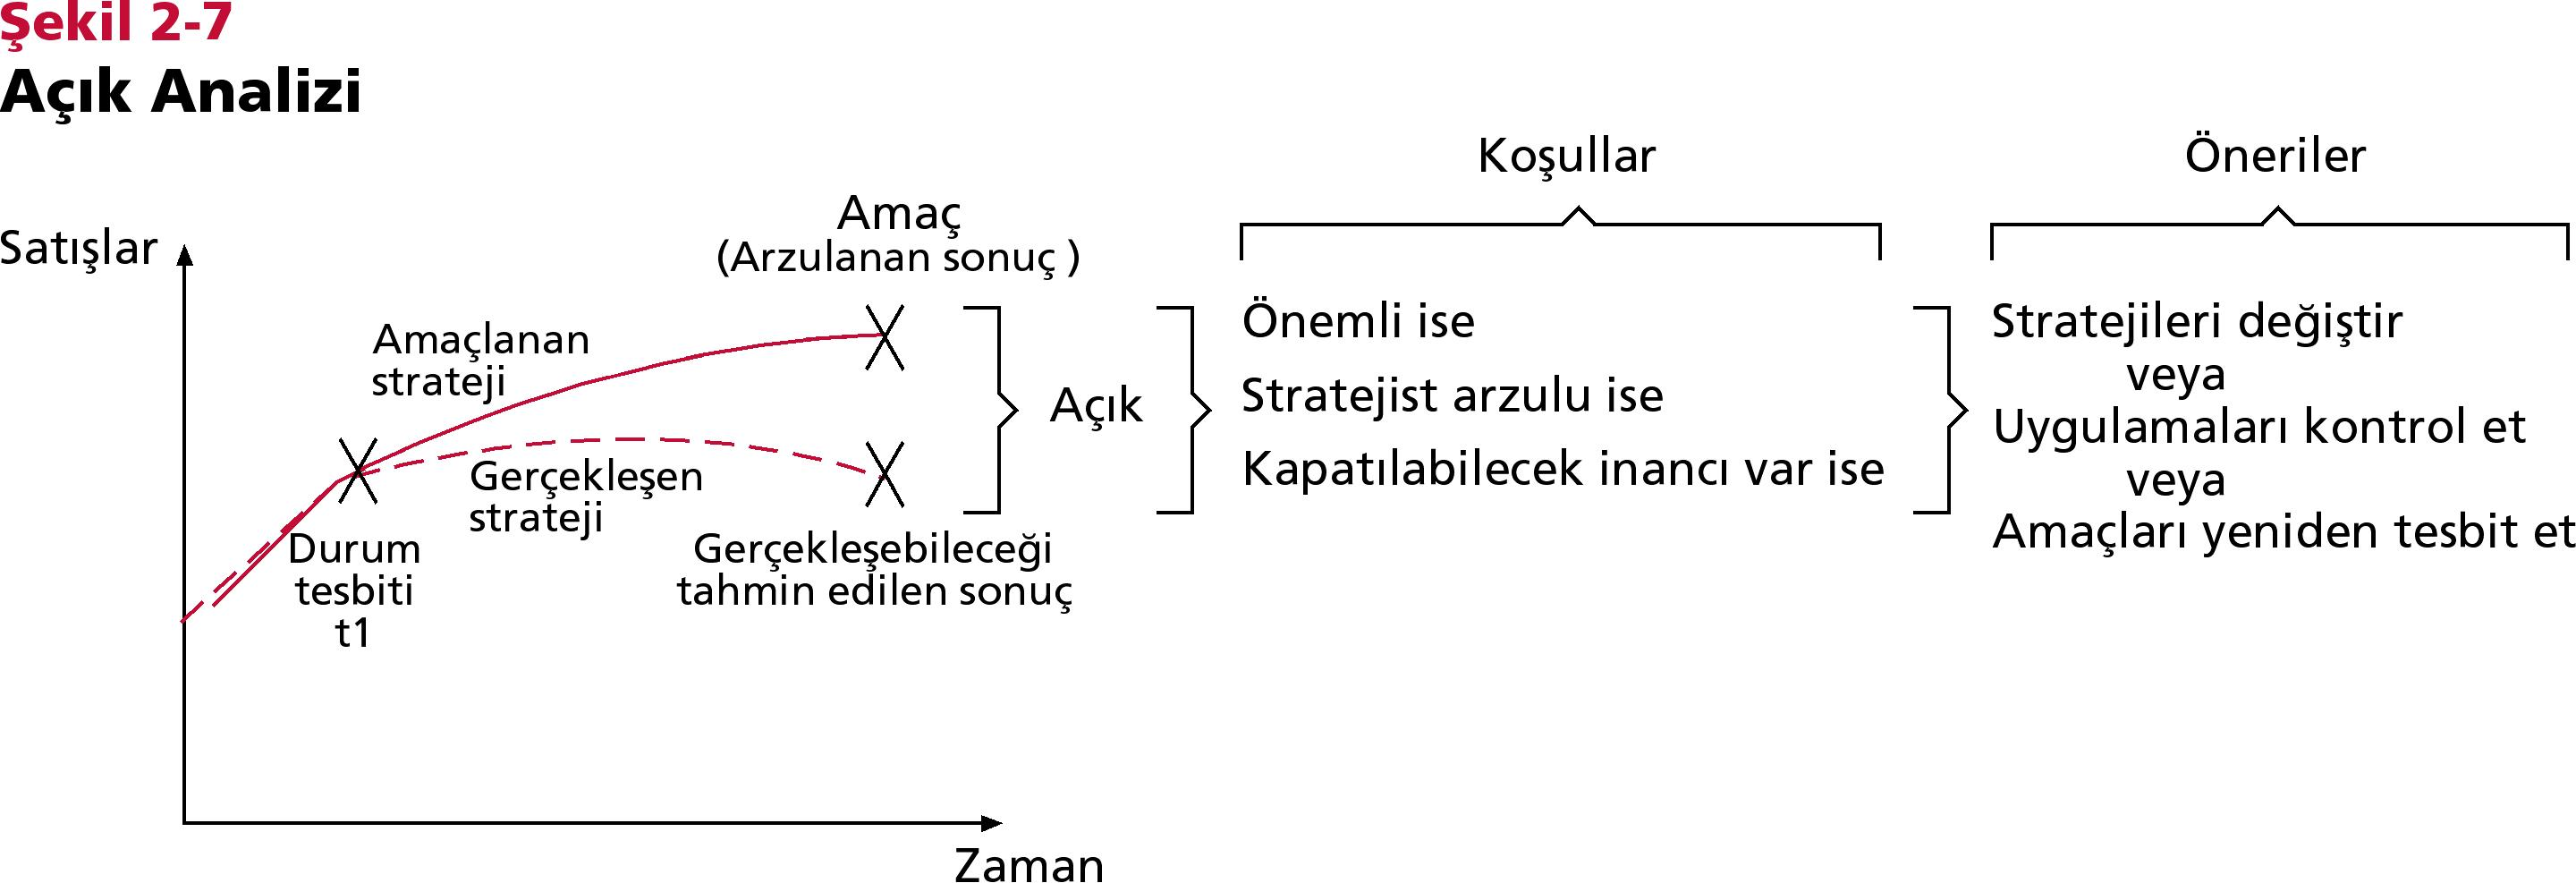 Şekil 2-7
Açık Analizi
Satışlar
Amaç
(Arzulanan sonuç )
Amaçlanan
strateji
Gerçekleşen
strateji
Durum
tesbiti
t1
Gerçekleşebileceği
tahmin edilen sonuç
Zaman
Açık
Koşullar
Önemli ise
Stratejist arzulu ise
Kapatılabilecek inancı var ise
Öneriler
Stratejileri değiştir
veya
Uygulamaları kontrol et
veya
Amaçları yeniden tesbit et